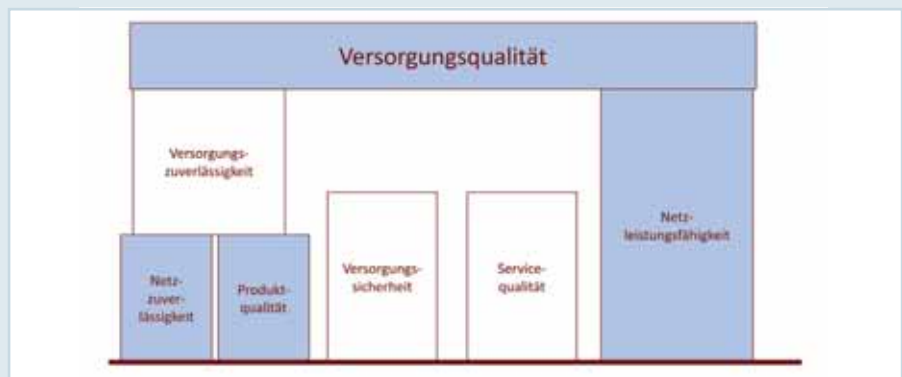 Versorgungsqualität
Versorgungs-
zuverlässigkeit
Netz-
zuver-
lässigkeit
Produkt-
qualität
Versorgungs-
sicherheit
Service-
qualität
Netz-
leistungsfähigkeit